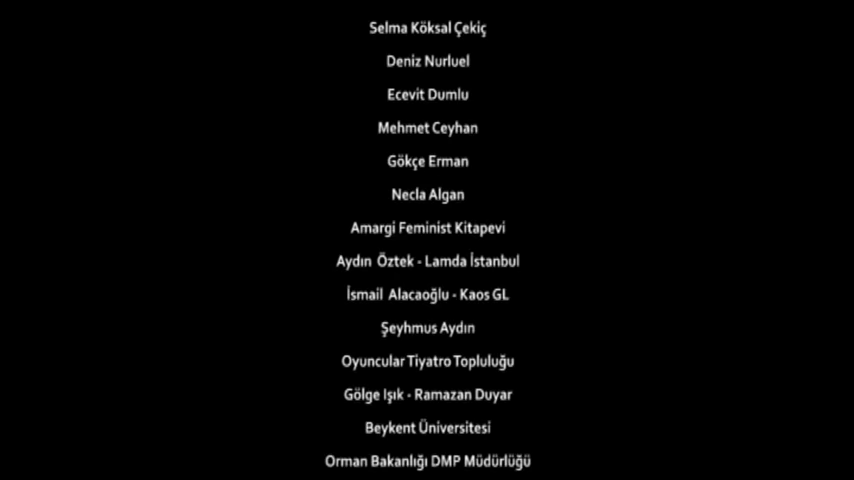 Selma Köksal Çekiç
Deniz Nurluel
Ecevit Dumlu
Mehmet Ceyhan
Gökçe Erman
Necla Algan
Amargi Feminist Kitapevi
Aydın Öztek - Lamda İstanbul
İsmail Alacaoğlu - Kaos GL
Şeyhmus Aydın
Oyuncular Tiyatro Topluluğu
Gölge Işık - Ramazan Duyar
Beykent Üniversitesi
Orman Bakanlığı DMP Müdürlüğü